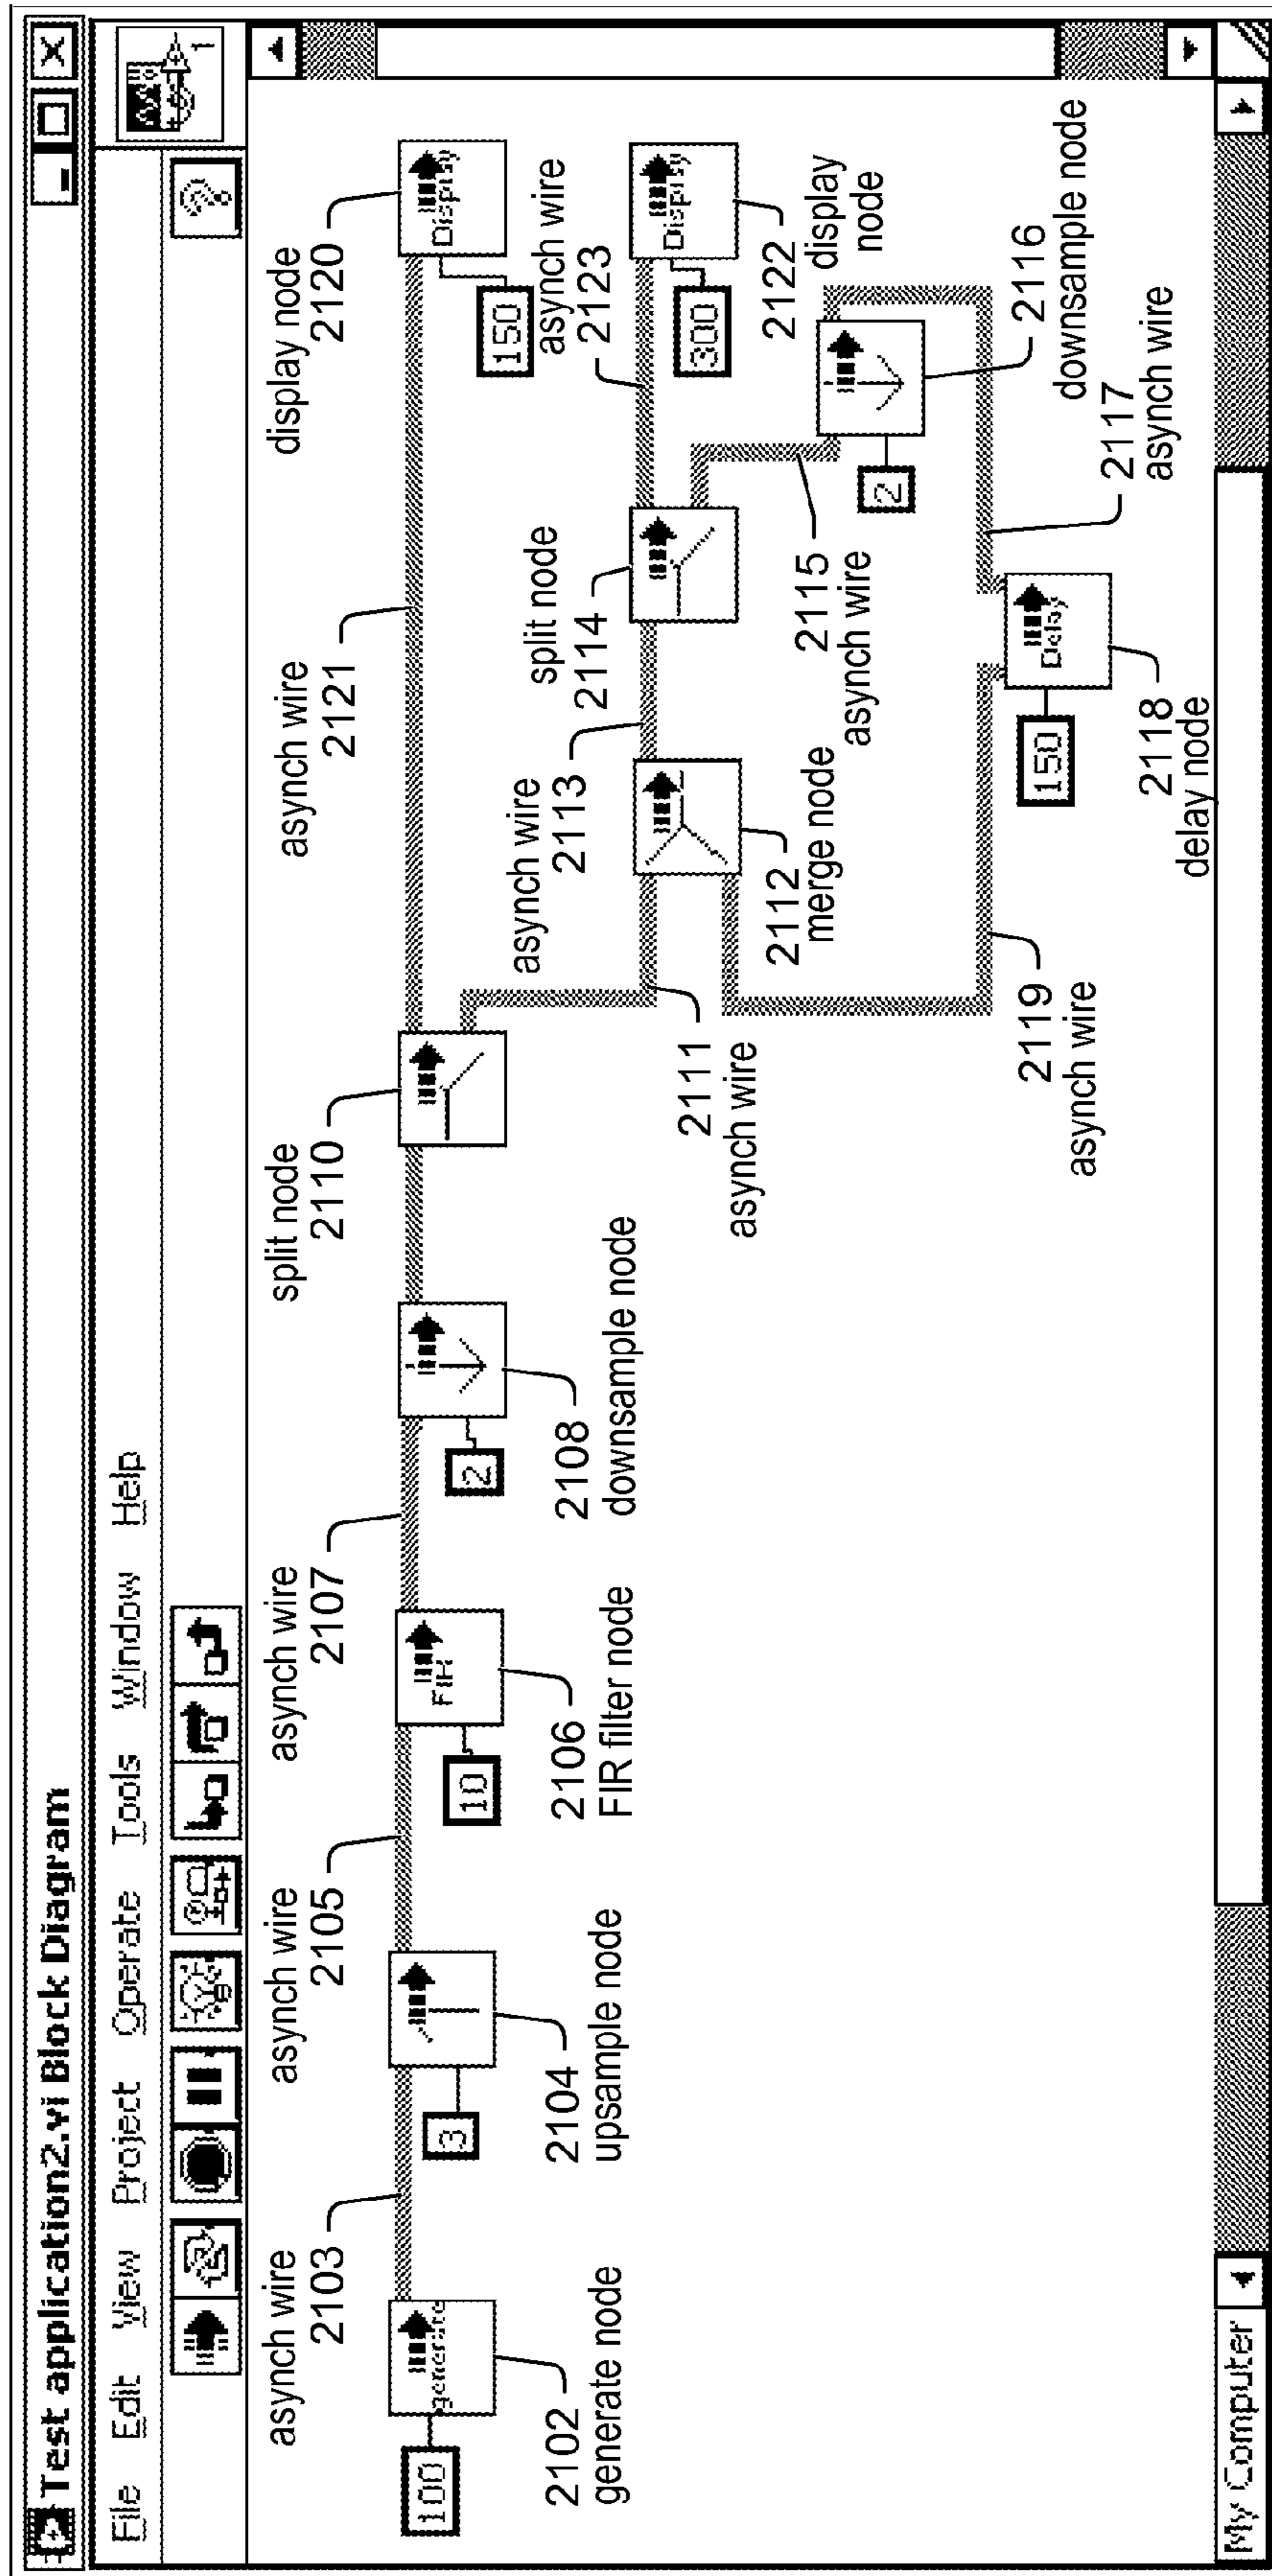 Test application2.vi Block Diagram
File Edit View Project Operate Tools Window Help
asynch wire
2103
asynch wire
2105
asynch wire
2107
split node
2110
asynch wire
2121
display node
2120
100
generate
2102
generate node
3
2104
upsample node
10
FIR
2106
FIR filter node
2
2108
downsample node
Display
150
asynch wire
2123
asynch wire
2113
split node
2114
Display
300
2122
display
node
2111
asynch wire
2112
merge node
2115
asynch wire
2
2116
downsample node
2117
asynch wire
2119
asynch wire
150
Delay
2118
delay node
My Computer